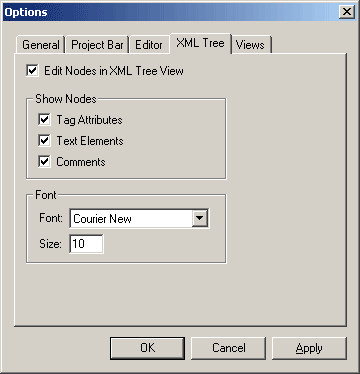 Options
General Project Bar Editor XML Tree Views
Edit Nodes in XML Tree View
Show Nodes
Tag Attributes
Text Elements
Comments
Font
Font: Courier New
Size: 10
OK Cancel Apply